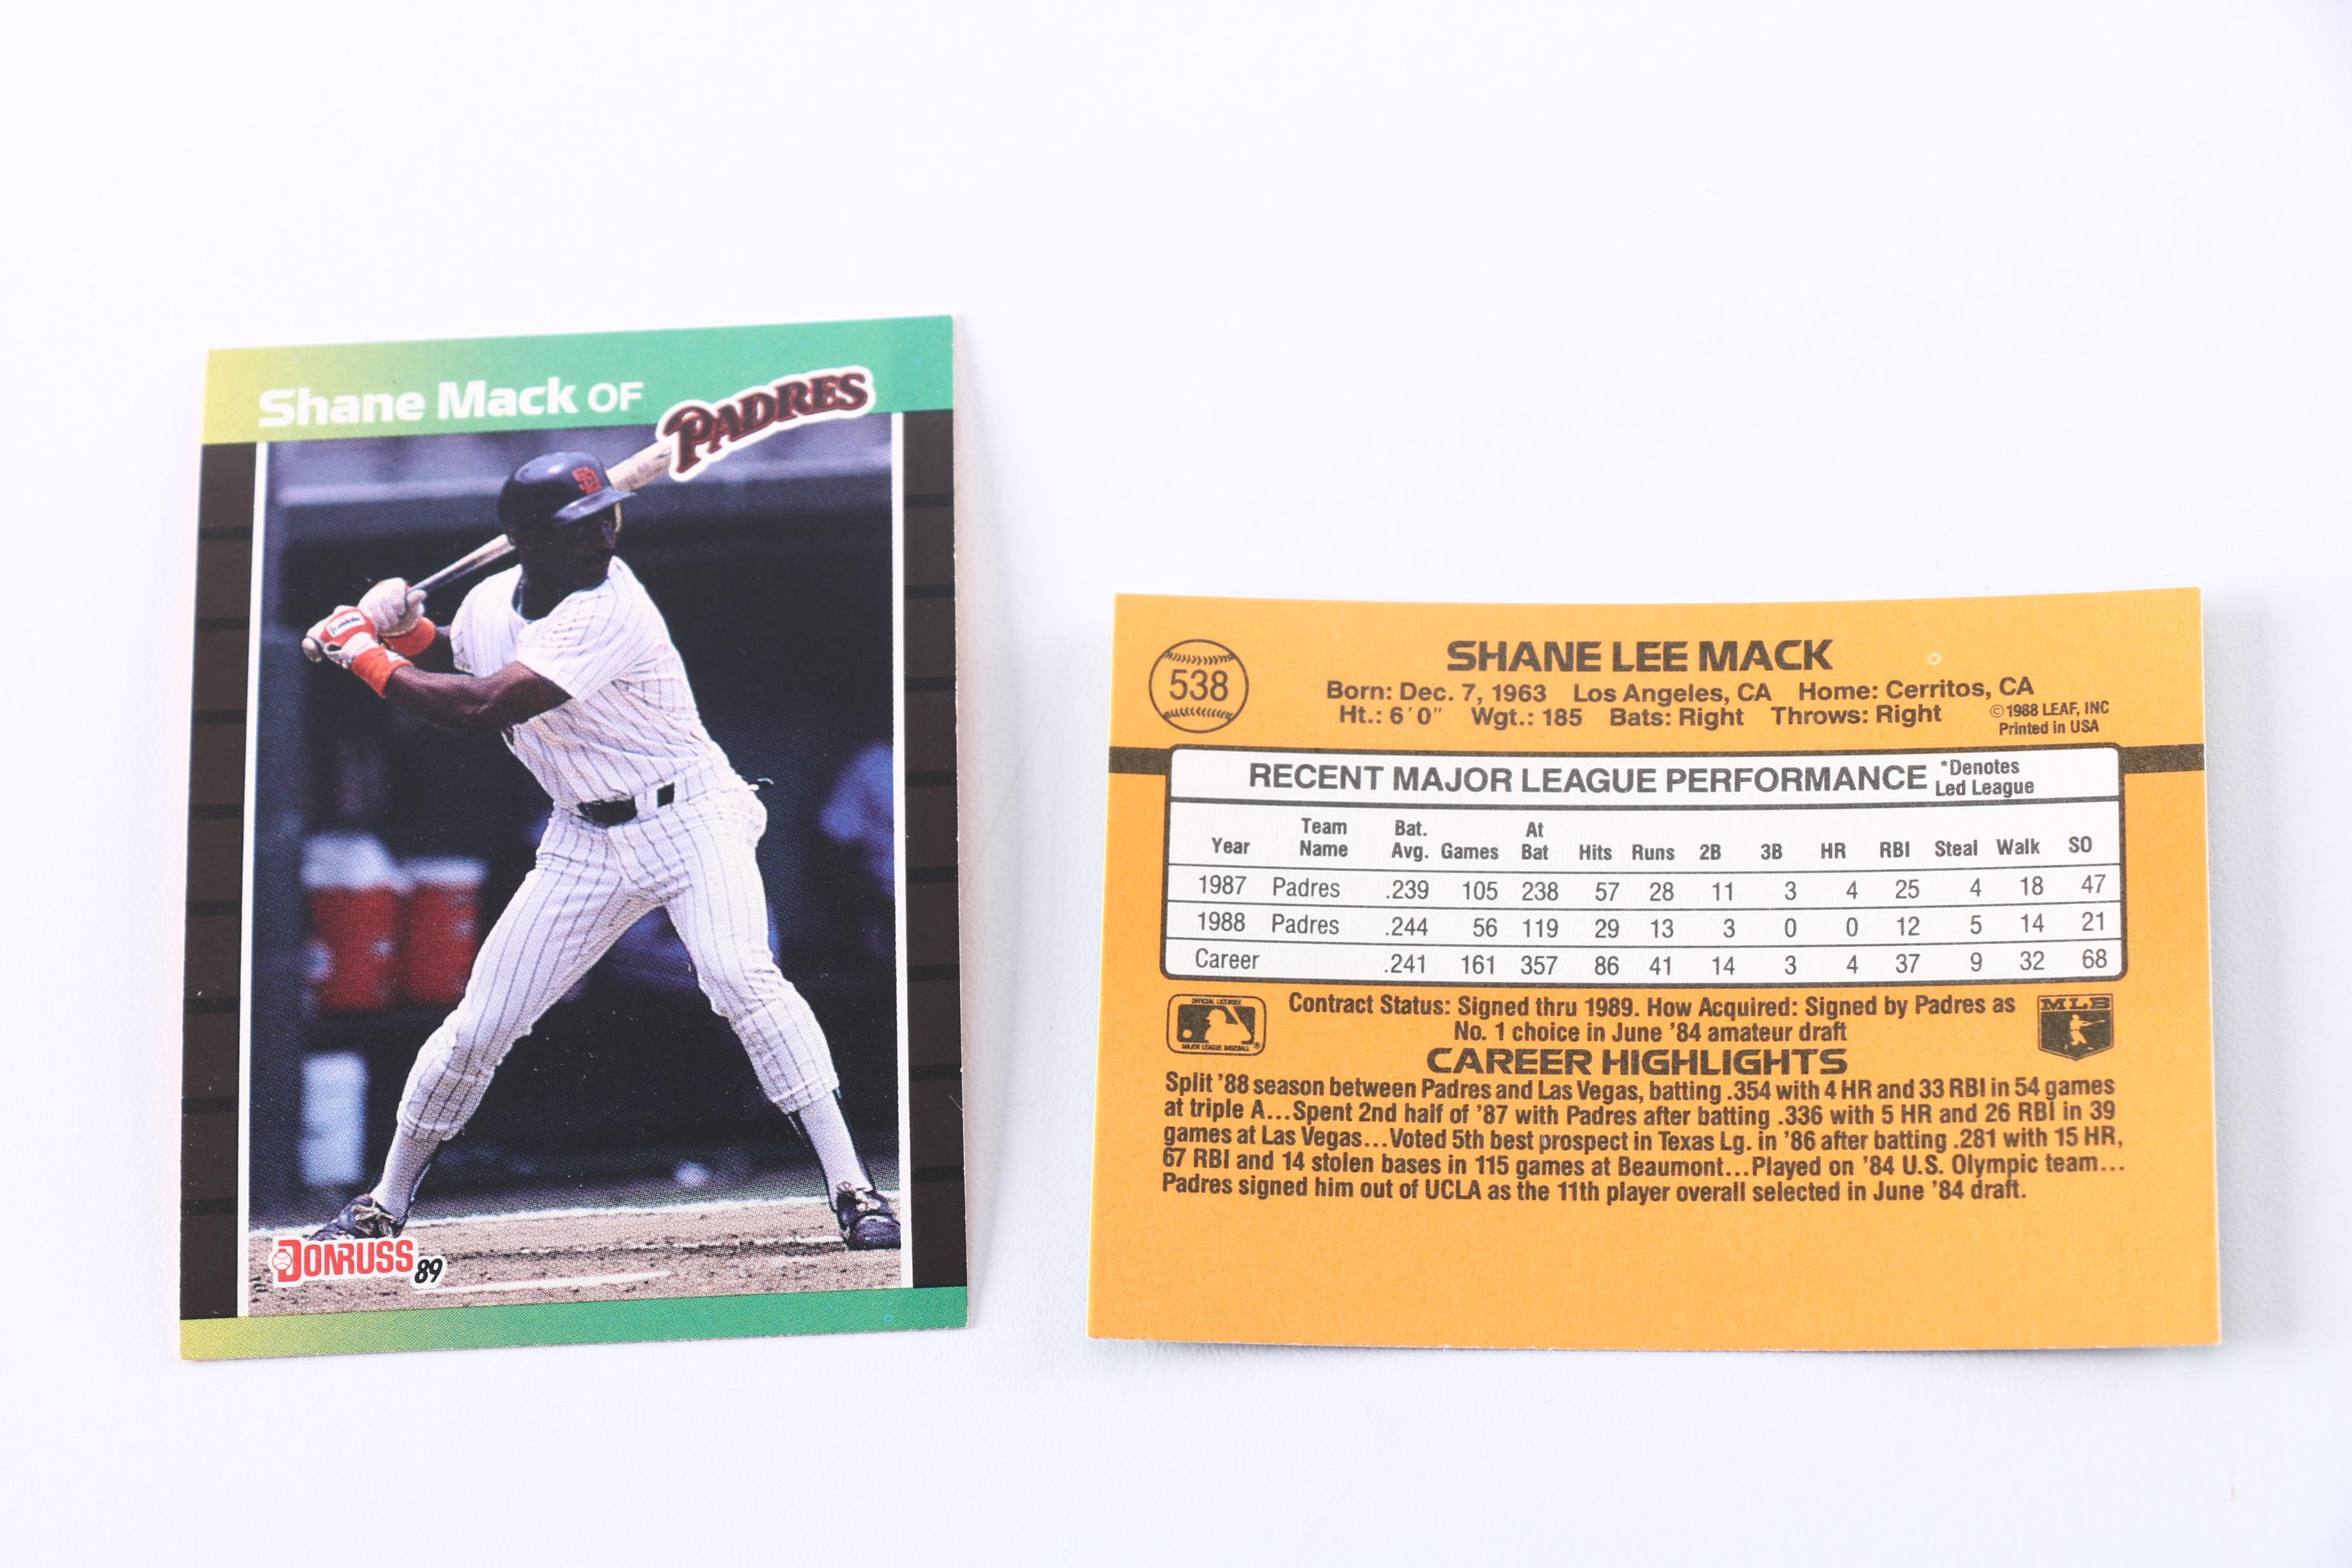 Shane Mack OF
PADRES
SD
DONRUSS 89
538
SHANE LEE MACK
Born: Dec. 7, 1963 Los Angeles, CA Home: Cerritos, CA
Ht.: 6'0" Wgt.: 185 Bats: Right Throws: Right
©1988 LEAF, INC
Printed in USA
RECENT MAJOR LEAGUE PERFORMANCE *Denotes
Led League
Year Team Name Bat. Avg. Games At Bat Hits Runs 2B 3B HR RBI Steal Walk SO
1987 Padres .239 105 238 57 28 11 3 4 25 4 18 47
1988 Padres .244 56 119 29 13 3 0 0 12 5 14 21
Career .241 161 357 86 41 14 3 4 37 9 32 68
OFFICIAL LICENSEE
MAJOR LEAGUE BASEBALL®
Contract Status: Signed thru 1989. How Acquired: Signed by Padres as
No. 1 choice in June '84 amateur draft
MLB
CAREER HIGHLIGHTS
Split '88 season between Padres and Las Vegas, batting .354 with 4 HR and 33 RBI in 54 games
at triple A...Spent 2nd half of '87 with Padres after batting .336 with 5 HR and 26 RBI in 39
games at Las Vegas...Voted 5th best prospect in Texas Lg. in '86 after batting .281 with 15 HR,
67 RBI and 14 stolen bases in 115 games at Beaumont...Played on '84 U.S. Olympic team...
Padres signed him out of UCLA as the 11th player overall selected in June '84 draft.